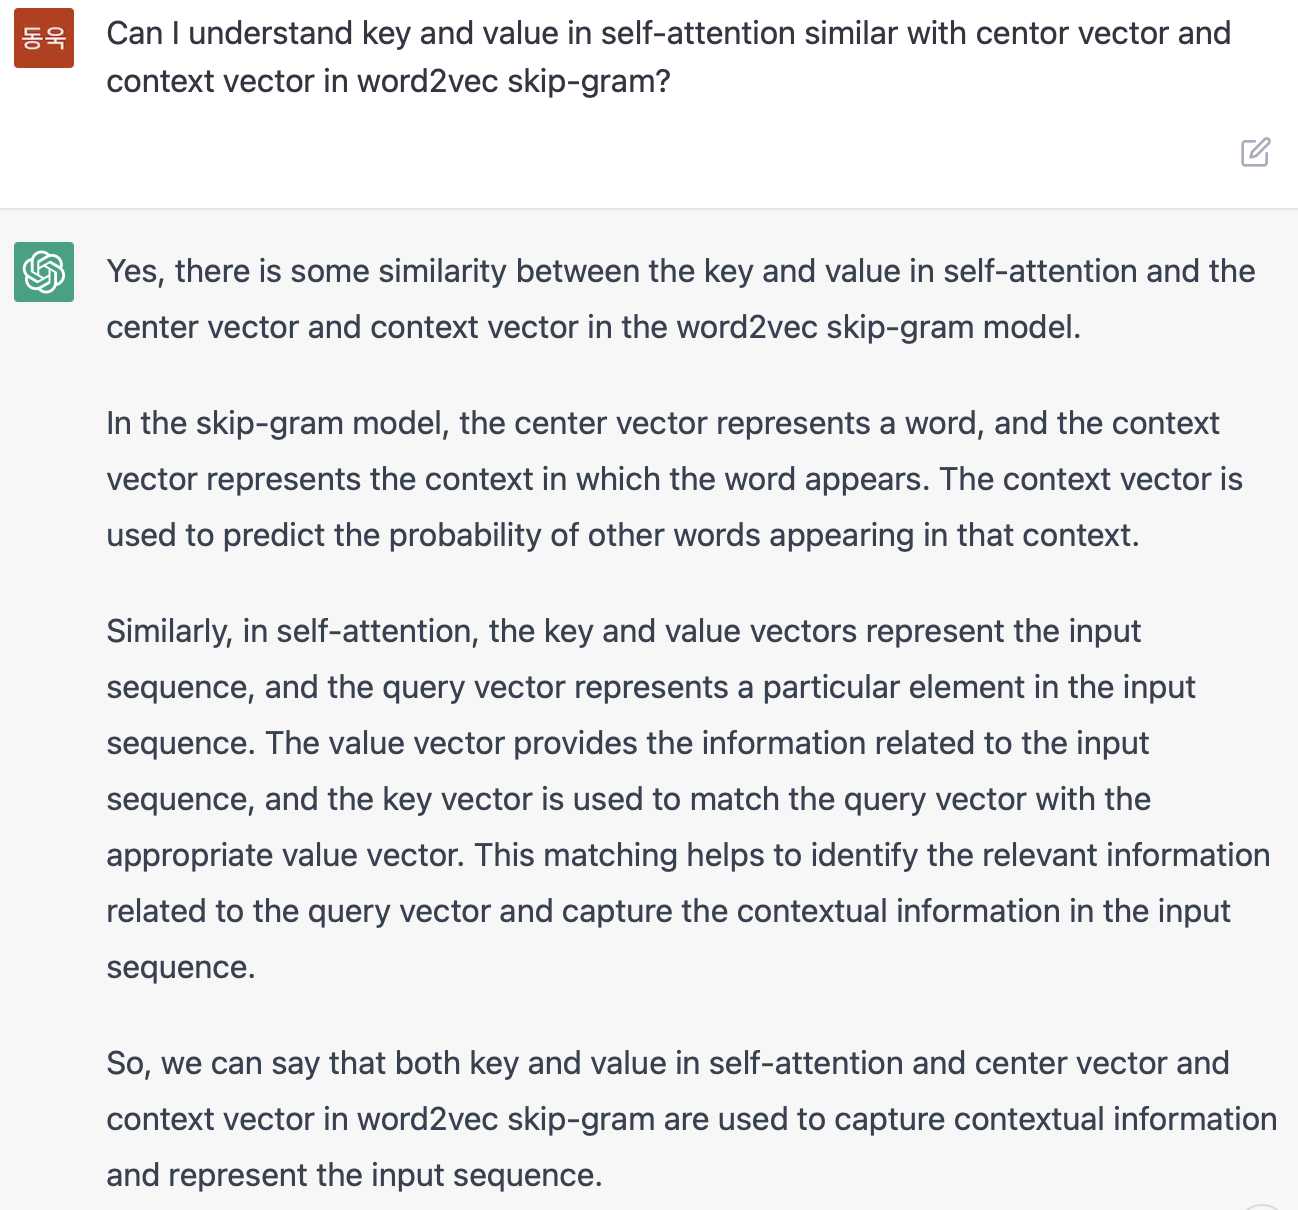 동욱
Can I understand key and value in self-attention similar with centor vector and
context vector in word2vec skip-gram?
Yes, there is some similarity between the key and value in self-attention and the
center vector and context vector in the word2vec skip-gram model.
In the skip-gram model, the center vector represents a word, and the context
vector represents the context in which the word appears. The context vector is
used to predict the probability of other words appearing in that context.
Similarly, in self-attention, the key and value vectors represent the input
sequence, and the query vector represents a particular element in the input
sequence. The value vector provides the information related to the input
sequence, and the key vector is used to match the query vector with the
appropriate value vector. This matching helps to identify the relevant information
related to the query vector and capture the contextual information in the input
sequence.
So, we can say that both key and value in self-attention and center vector and
context vector in word2vec skip-gram are used to capture contextual information
and represent the input sequence.